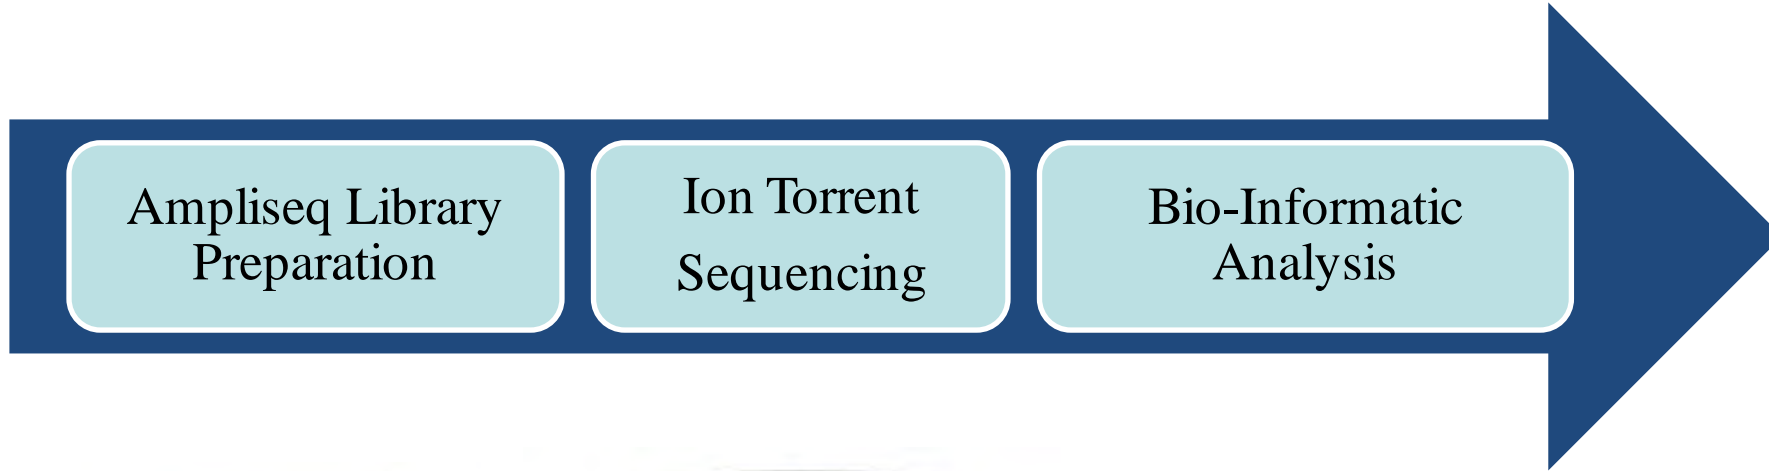 Ampliseq Library
Preparation
Ion Torrent
Sequencing
Bio-Informatic
Analysis